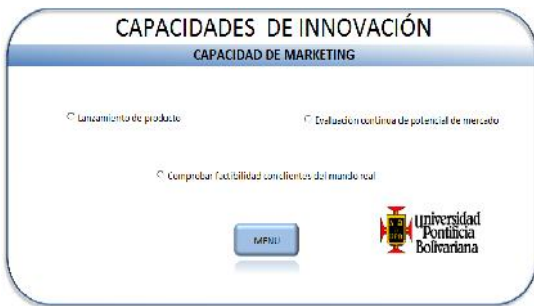 CAPACIDADES DE INNOVACIÓN
CAPACIDAD DE MARKETING
Lanzamiento de producto
Evaluación continua de potencial de mercado
Comprobar factibilidad con clientes del mundo real
MENU
Universidad
Pontificia
Bolivariana